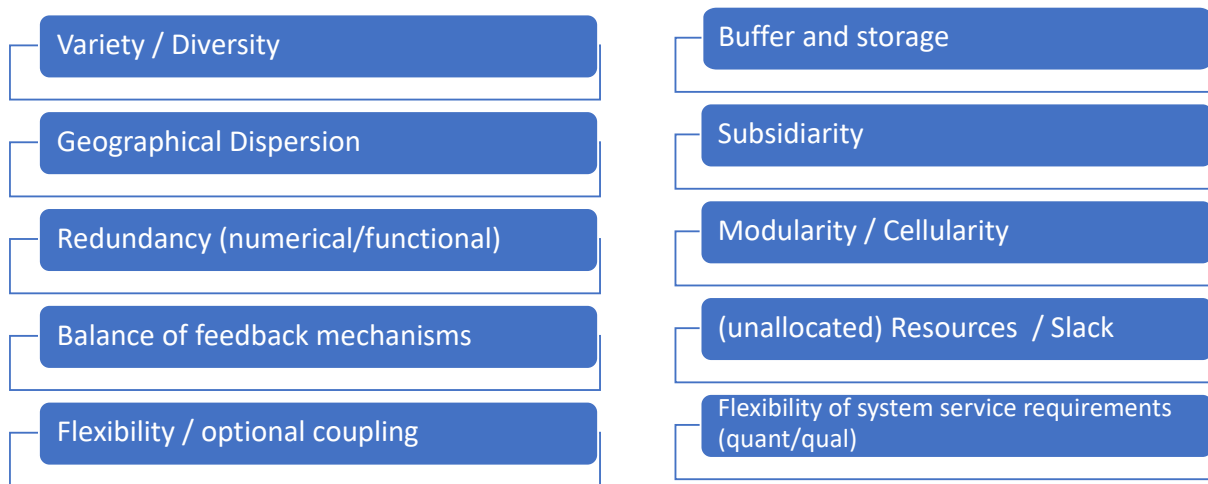 Variety / Diversity
Geographical Dispersion
Redundancy (numerical/functional)
Balance of feedback mechanisms
Flexibility / optional coupling
Buffer and storage
Subsidiarity
Modularity / Cellularity
(unallocated) Resources / Slack
Flexibility of system service requirements
(quant/qual)